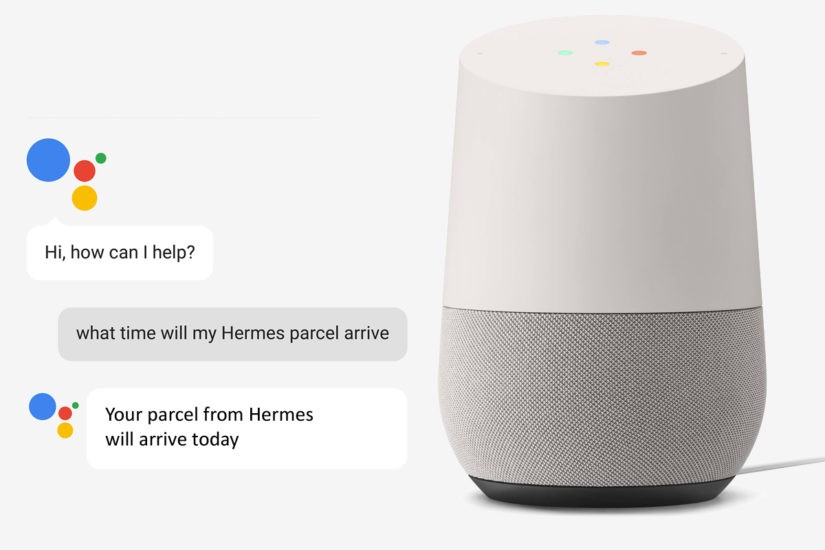 Hi, how can I help?
what time will my Hermes parcel arrive
Your parcel from Hermes
will arrive today